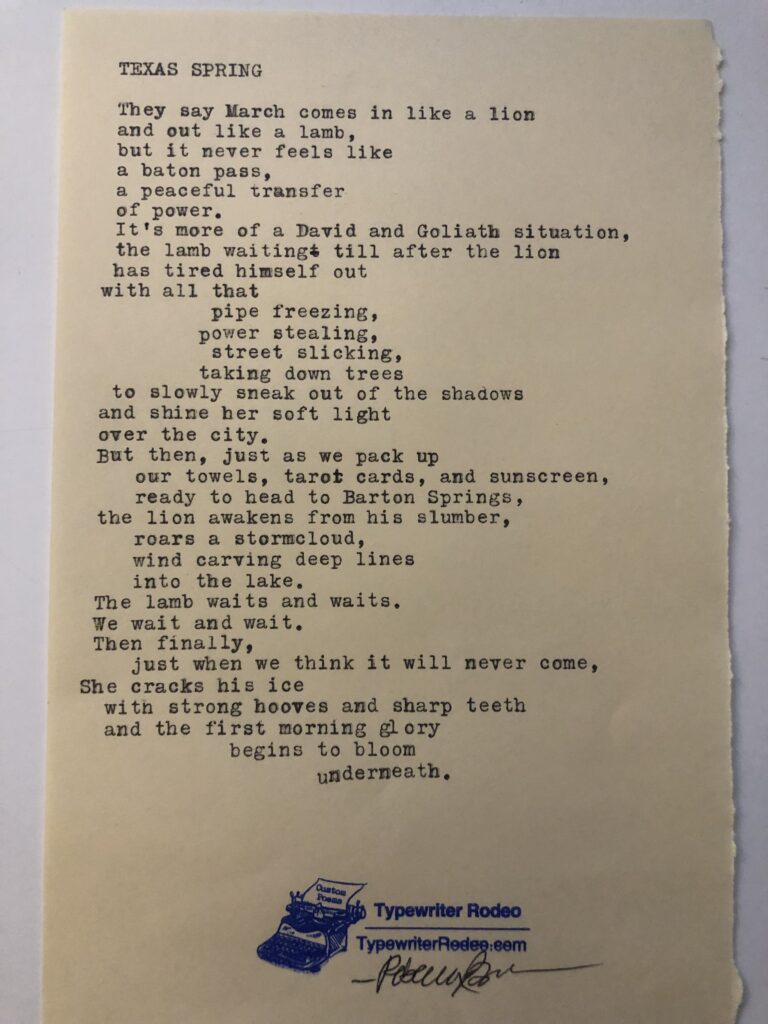 TEXAS SPRING
They say March comes in like a lion
and out like a lamb,
but it never feels like
a baton pass,
a peaceful transfer
of power.
It's more of a David and Goliath situation,
the lamb waiting till after the lion
has tired himself out
with all that
pipe freezing,
power stealing,
street slicking,
taking down trees
to slowly sneak out of the shadows
and shine her soft light
over the city.
But then, just as we pack up
our towels, tarot cards, and sunscreen,
ready to head to Barton Springs,
the lion awakens from his slumber,
roars a stormcloud,
wind carving deep lines
into the lake.
The lamb waits and waits.
We wait and wait.
Then finally,
just when we think it will never come,
She cracks his ice
with strong hooves and sharp teeth
and the first morning glory
begins to bloom
underneath.
Custom
Poems
Typewriter Rodeo
TypewriterRodeo.com